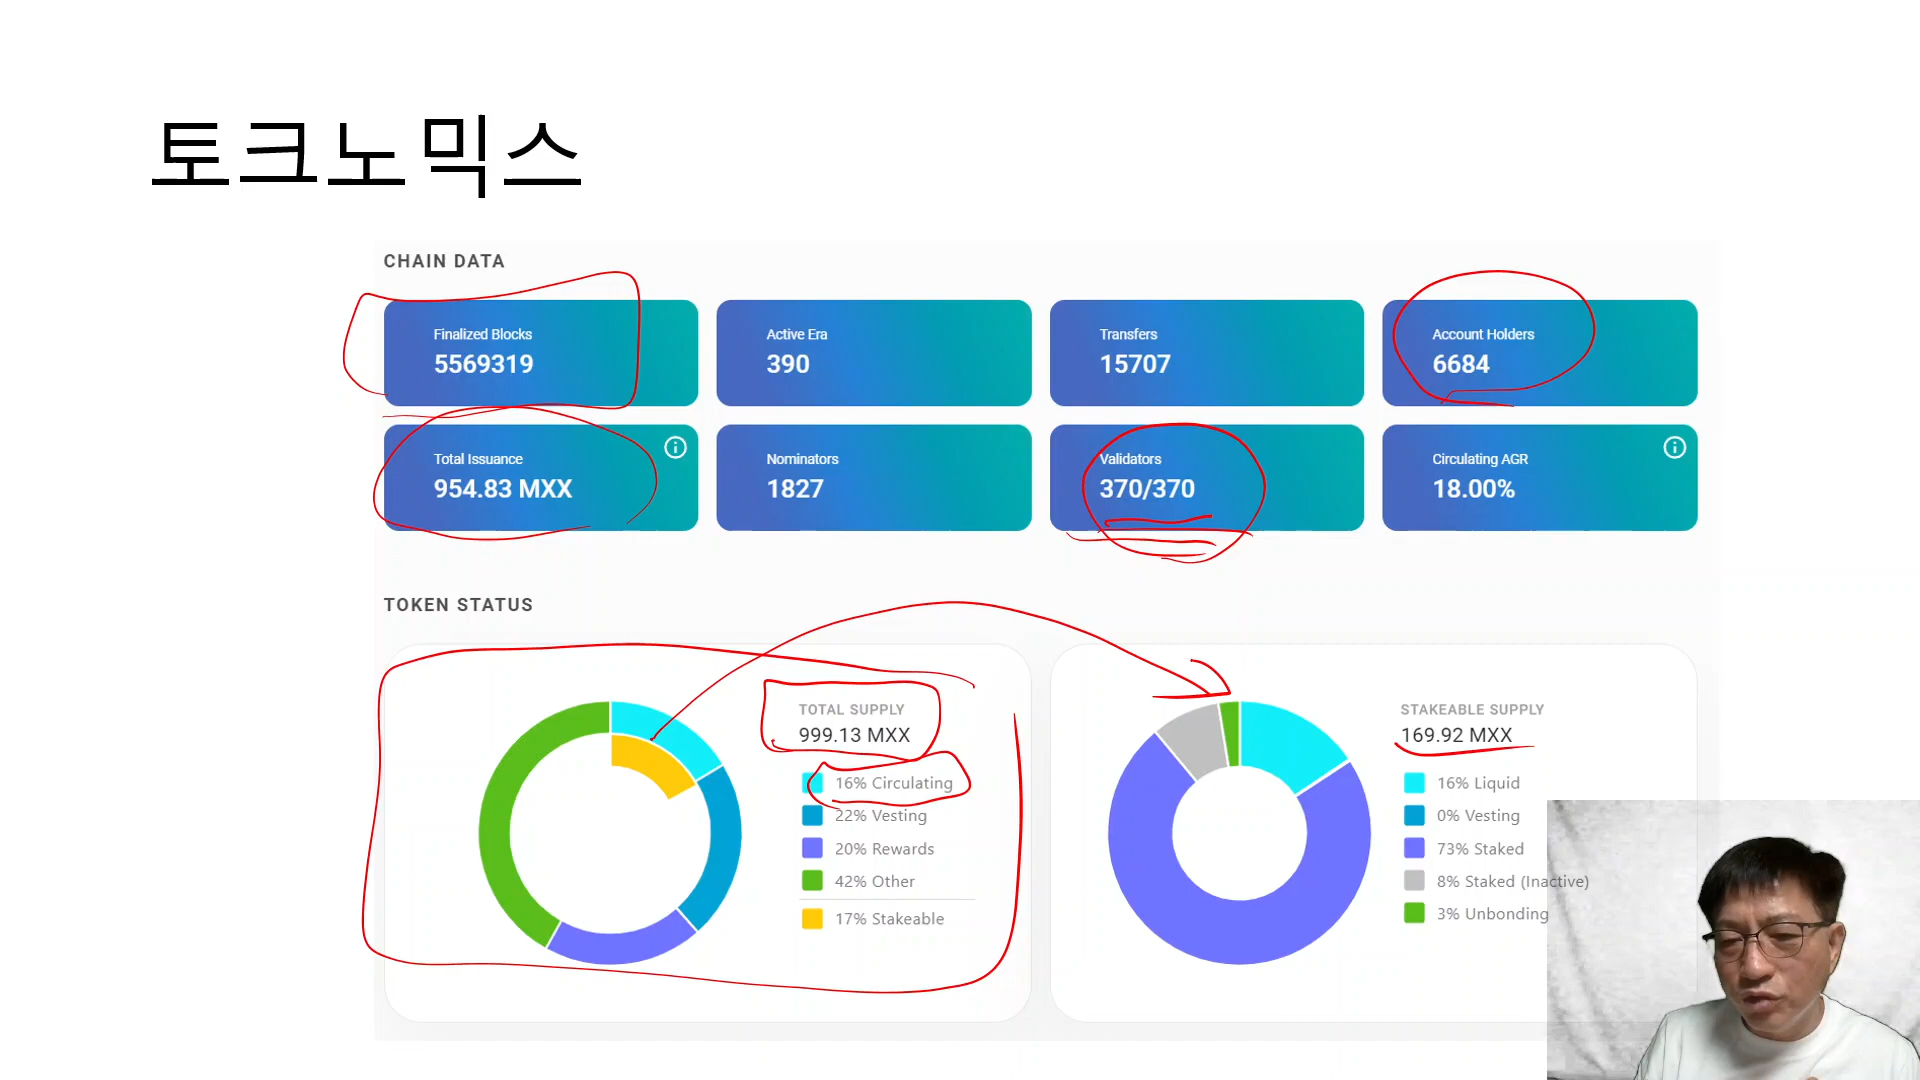 토크노믹스
CHAIN DATA
Finalized Blocks
5569319
Active Era
390
Transfers
15707
Account Holders
6684
Total Issuance
954.83 MXX
Nominators
1827
Validators
370/370
Circulating AGR
18.00%
TOKEN STATUS
TOTAL SUPPLY
999.13 MXX
16% Circulating
22% Vesting
20% Rewards
42% Other
17% Stakeable
STAKEABLE SUPPLY
169.92 MXX
16% Liquid
0% Vesting
73% Staked
8% Staked (Inactive)
3% Unbonding